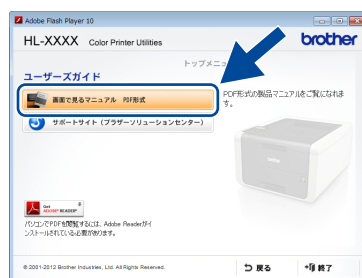 Adobe Flash Player 10
HL-XXXX Color Printer Utilities
brother
トップメニュ
ユーザーズガイド
画面で見るマニュアル PDF形式
PDF形式の製品マニュアルをご覧になれま
す。
サポートサイト（ブラザーソリューションセンター）
Get
ADOBE® READER®
パソコンでPDFを閲覧するには、Adobe Readerがイ
ンストールされている必要があります。
© 2001-2012 Brother Industries, Ltd. All Rights Reserved.
戻る
終了